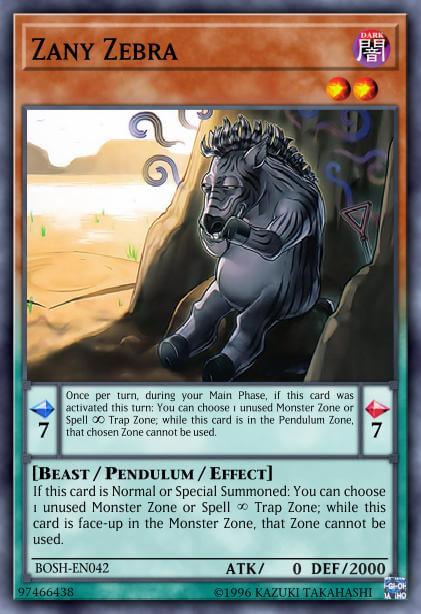 Zany Zebra
DARK
闇
Once per turn, during your Main Phase, if this card was
activated this turn: You can choose 1 unused Monster Zone or
Spell ∞ Trap Zone; while this card is in the Pendulum Zone,
that chosen Zone cannot be used.
7
7
[Beast / Pendulum / Effect]
If this card is Normal or Special Summoned: You can choose
1 unused Monster Zone or Spell ∞ Trap Zone; while this
card is face-up in the Monster Zone, that Zone cannot be
used.
BOSH-EN042
ATK/ 0 DEF/2000
97466438
©1996 KAZUKI TAKAHASHI